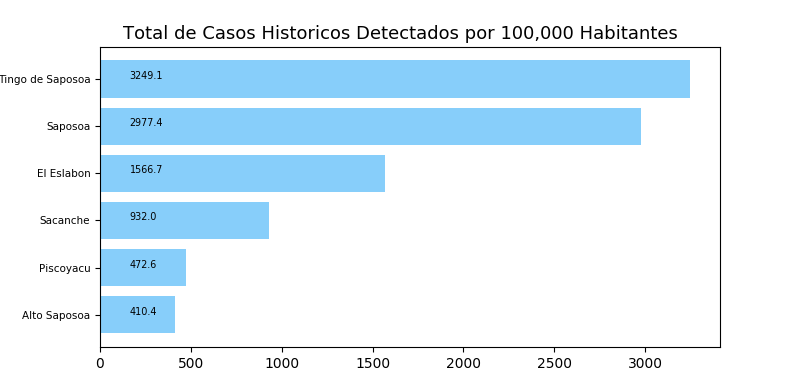 Total de Casos Historicos Detectados por 100,000 Habitantes
Tingo de Saposoa 3249.1
Saposoa 2977.4
El Eslabon 1566.7
Sacanche 932.0
Piscoyacu 472.6
Alto Saposoa 410.4
0 500 1000 1500 2000 2500 3000